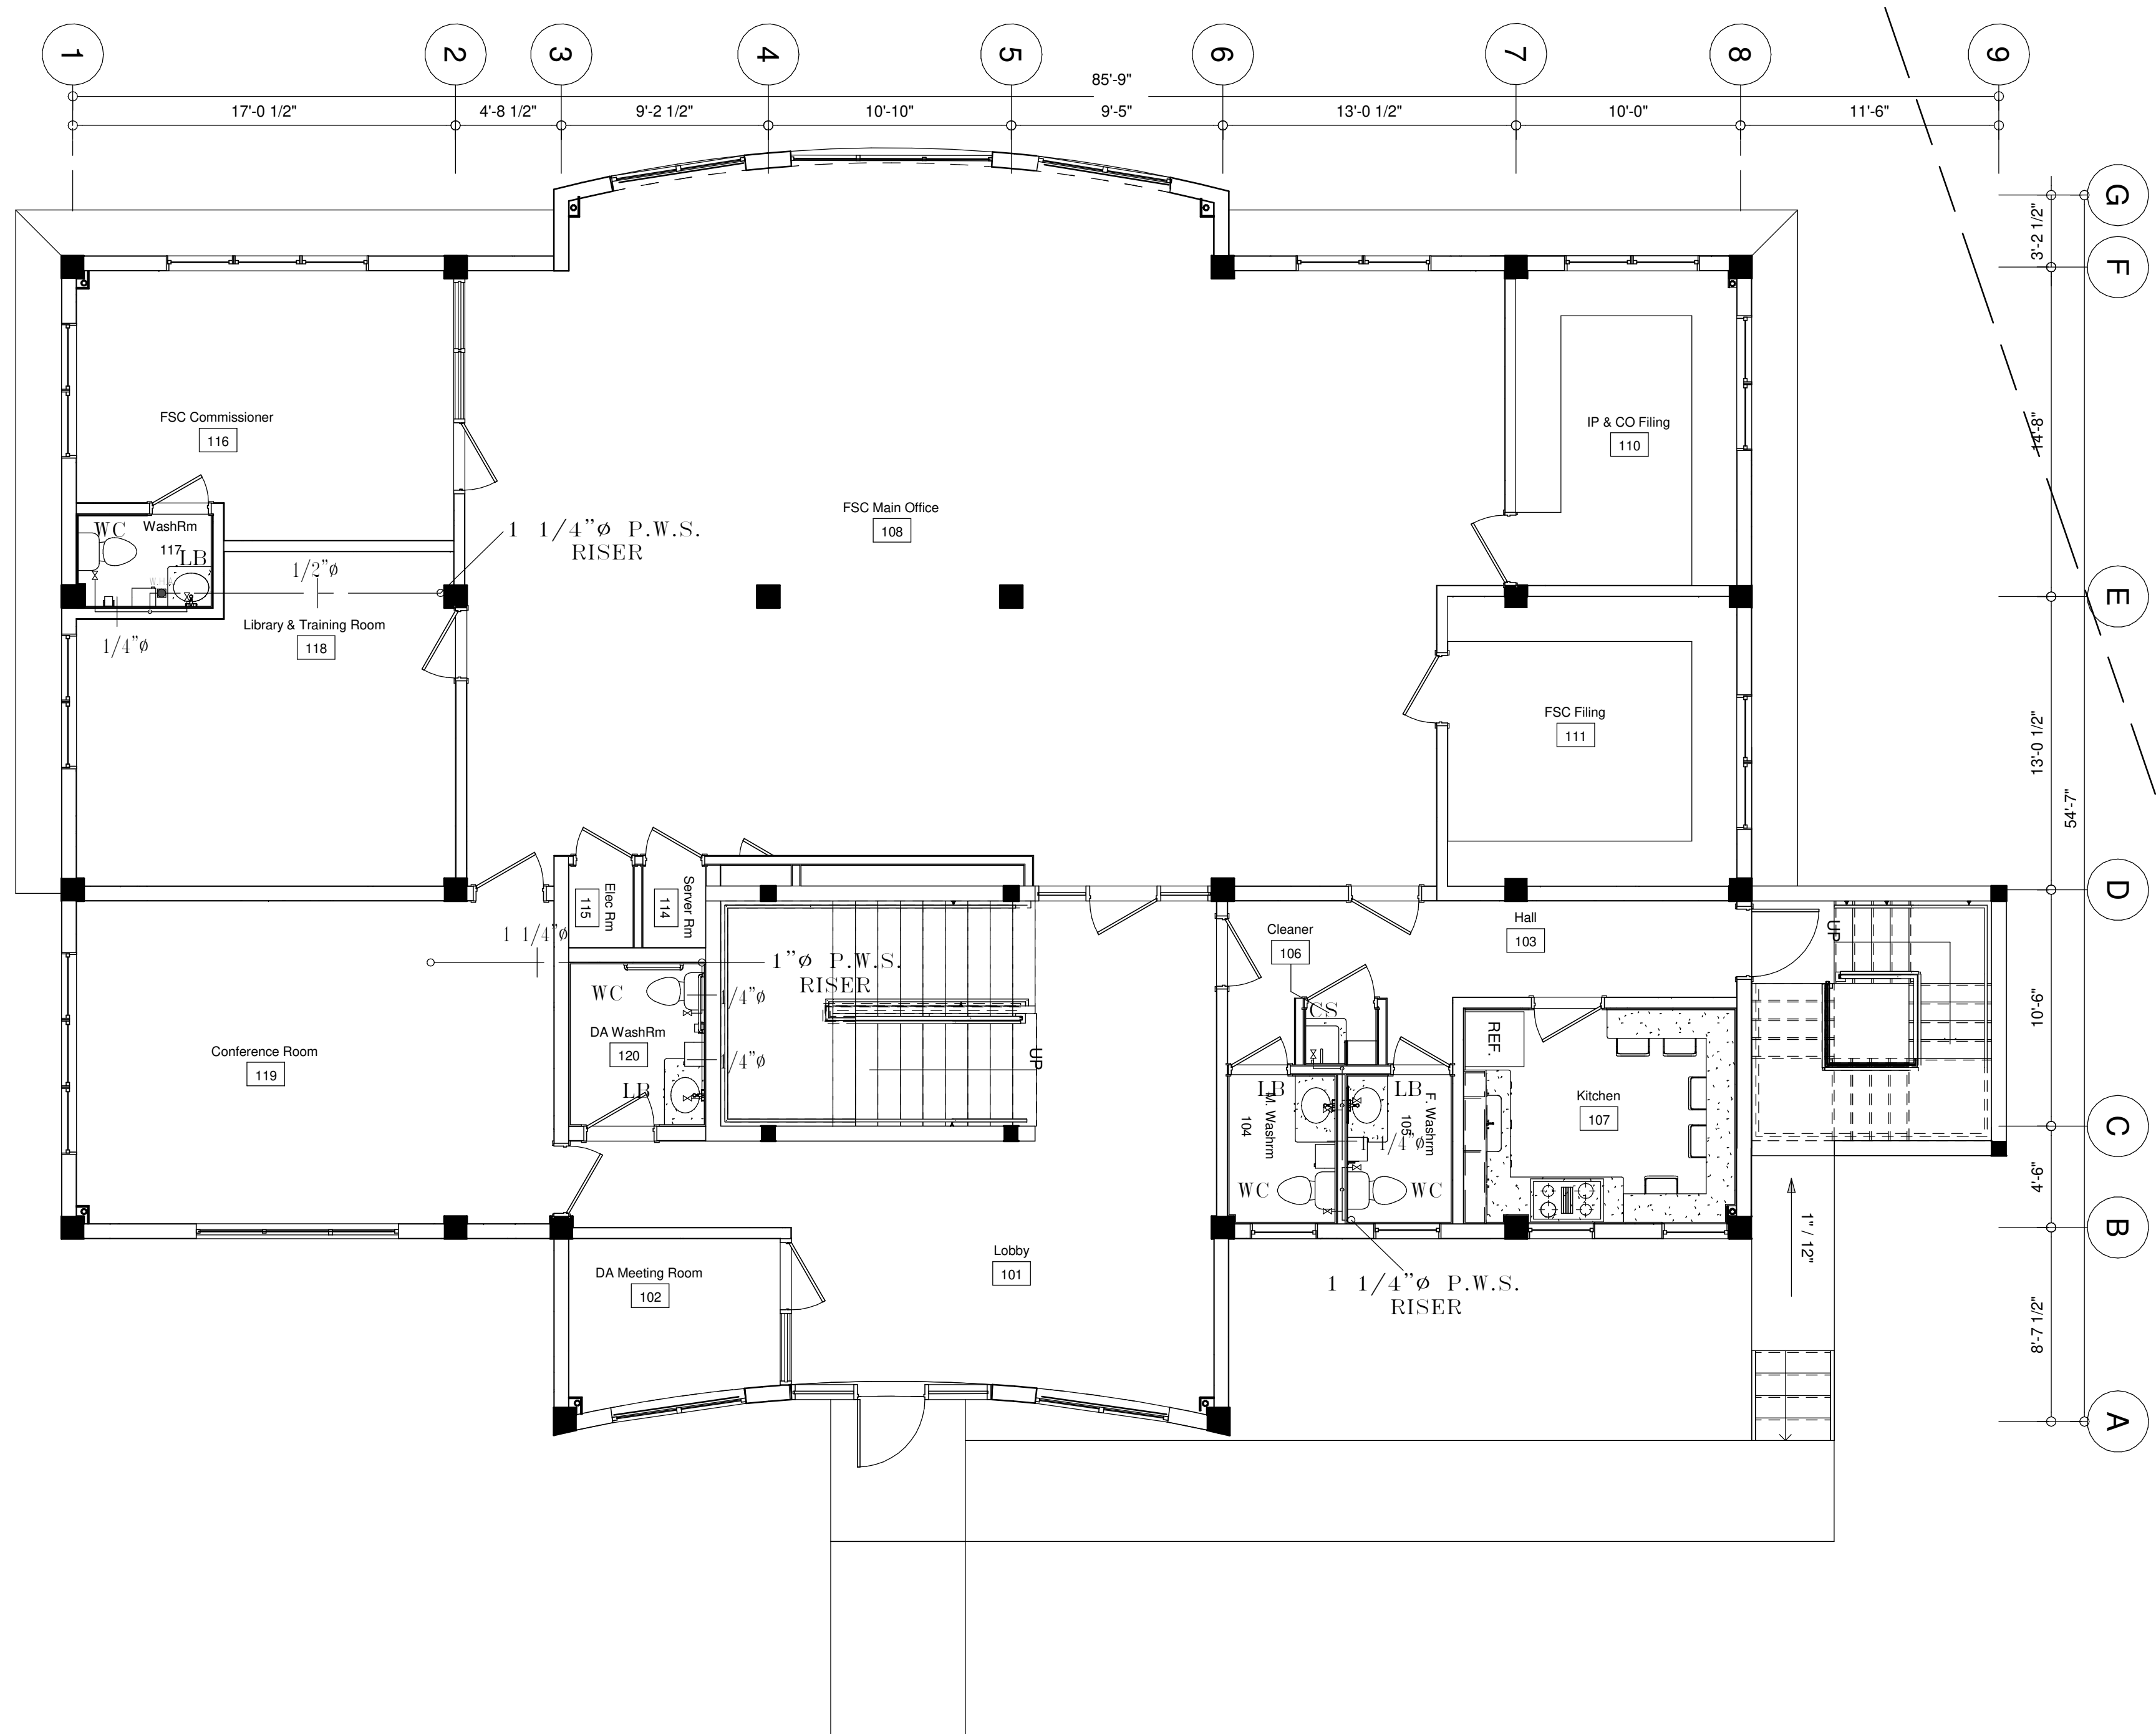 1
2
3
4
5
6
7
8
9
85'-9"
17'-0 1/2"
4'-8 1/2"
9'-2 1/2"
10'-10"
9'-5"
13'-0 1/2"
10'-0"
11'-6"
G
3'-2 1/2"
F
14'-8"
E
13'-0 1/2"
54'-7"
D
10'-6"
C
4'-6"
B
8'-7 1/2"
A
FSC Commissioner
116
IP & CO Filing
110
FSC Main Office
108
1 1/4"ø P.W.S.
RISER
WC
WashRm
117
LB
W.H.
1/2"ø
1/4"ø
Library & Training Room
118
FSC Filing
111
Elec Rm
115
Server Rm
114
1 1/4"ø
1"ø P.W.S.
RISER
WC
1/4"ø
DA WashRm
120
1/4"ø
LB
UP
Conference Room
119
Hall
103
Cleaner
106
CS
UP
REF.
Kitchen
107
LB
M. Washrm
104
LB
F. Washrm
105
1 1/4"ø
WC
WC
1" / 12"
1 1/4"ø P.W.S.
RISER
Lobby
101
DA Meeting Room
102